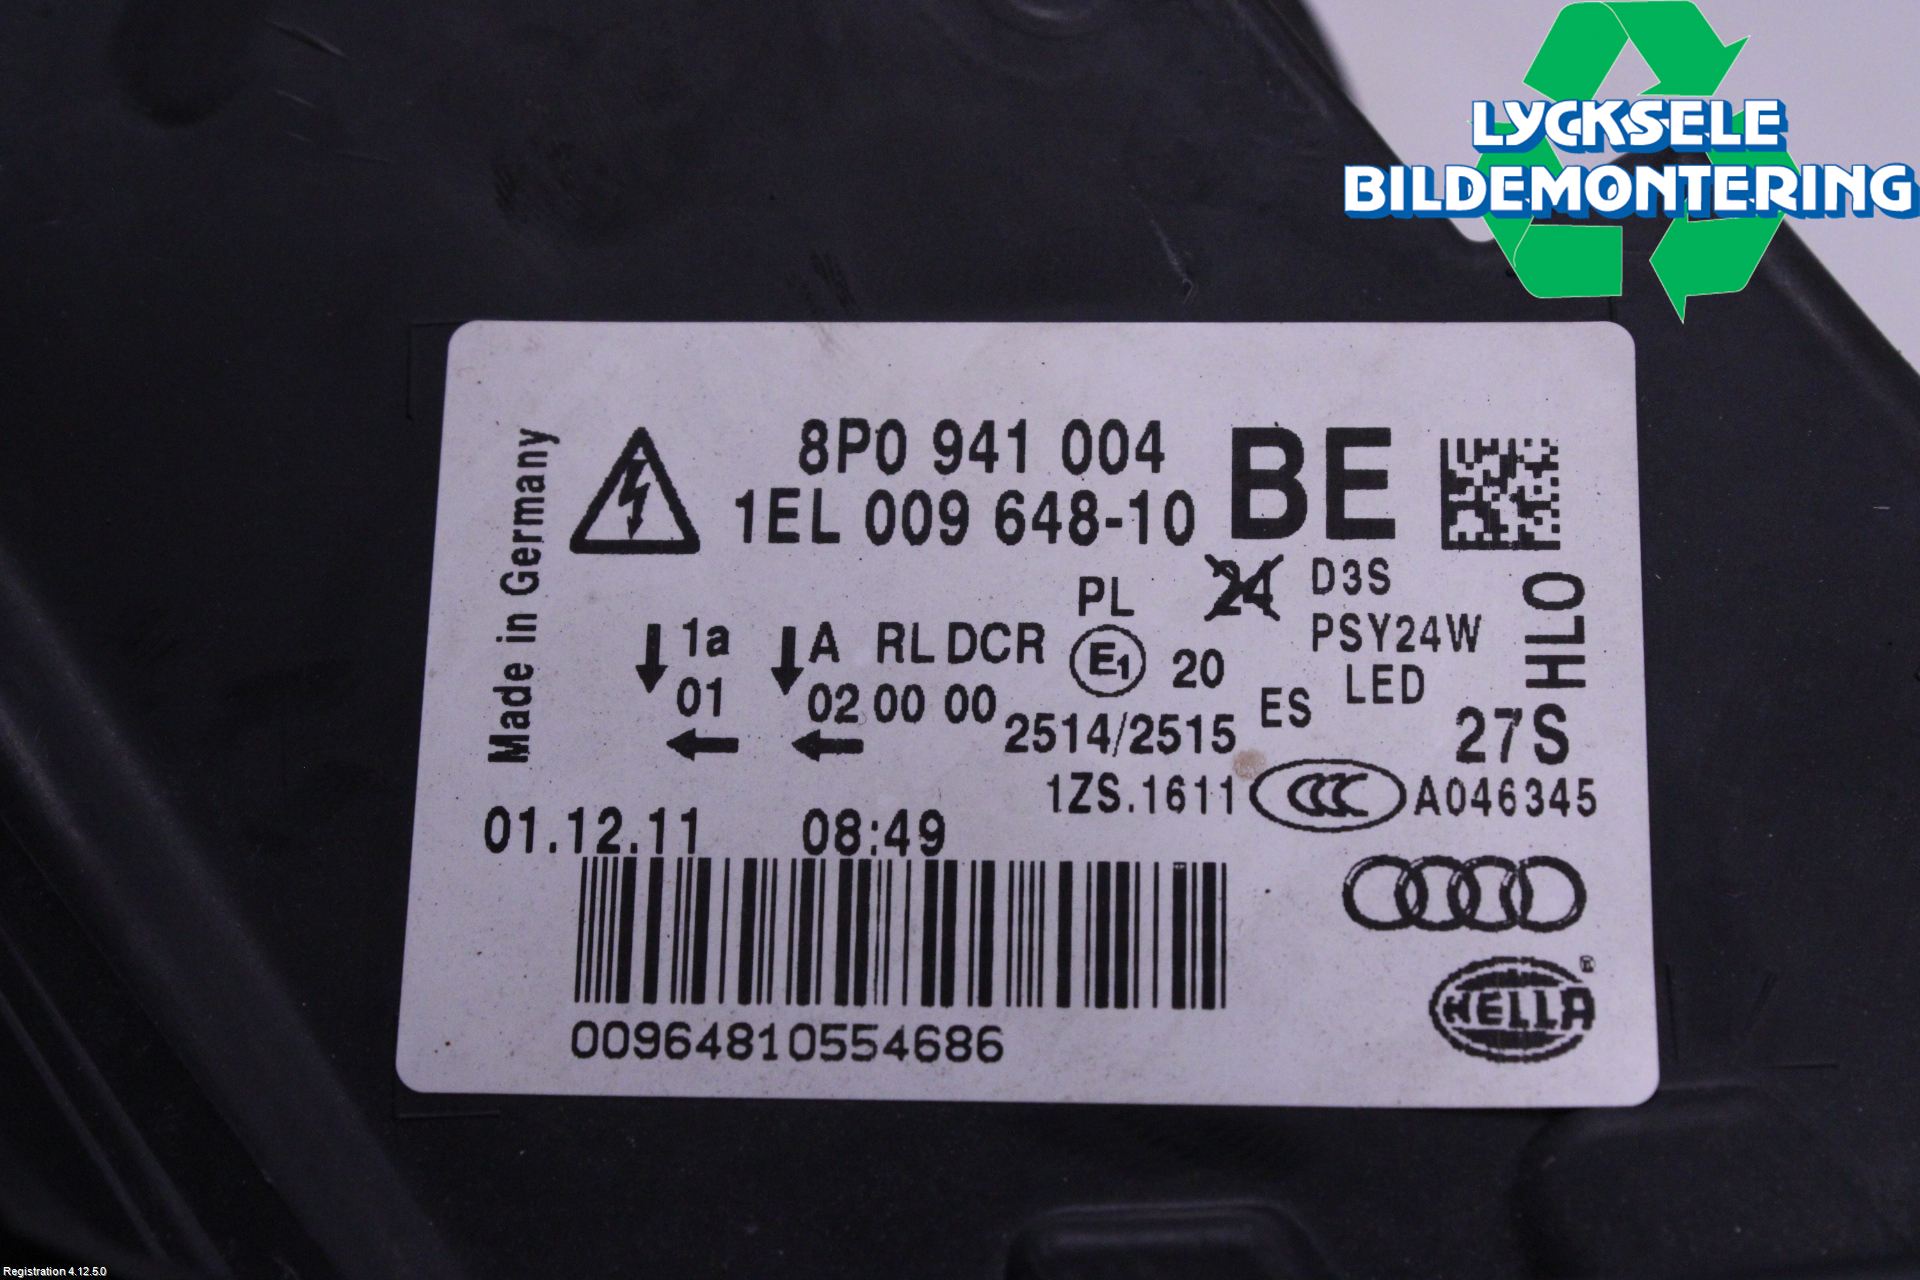 LYCKSELE
BILDEMONTERING
Made in Germany
8P0 941 004
1EL 009 648-10
BE
24 D3S
PL
PSY24W
LED
HLO
1a A RL DCR E1 20
01 02 00 00
2514/2515 ES 27S
1ZS.1611 CCC A046345
01.12.11 08:49
00964810554686
HELLA®
Registration 4.12.5.0